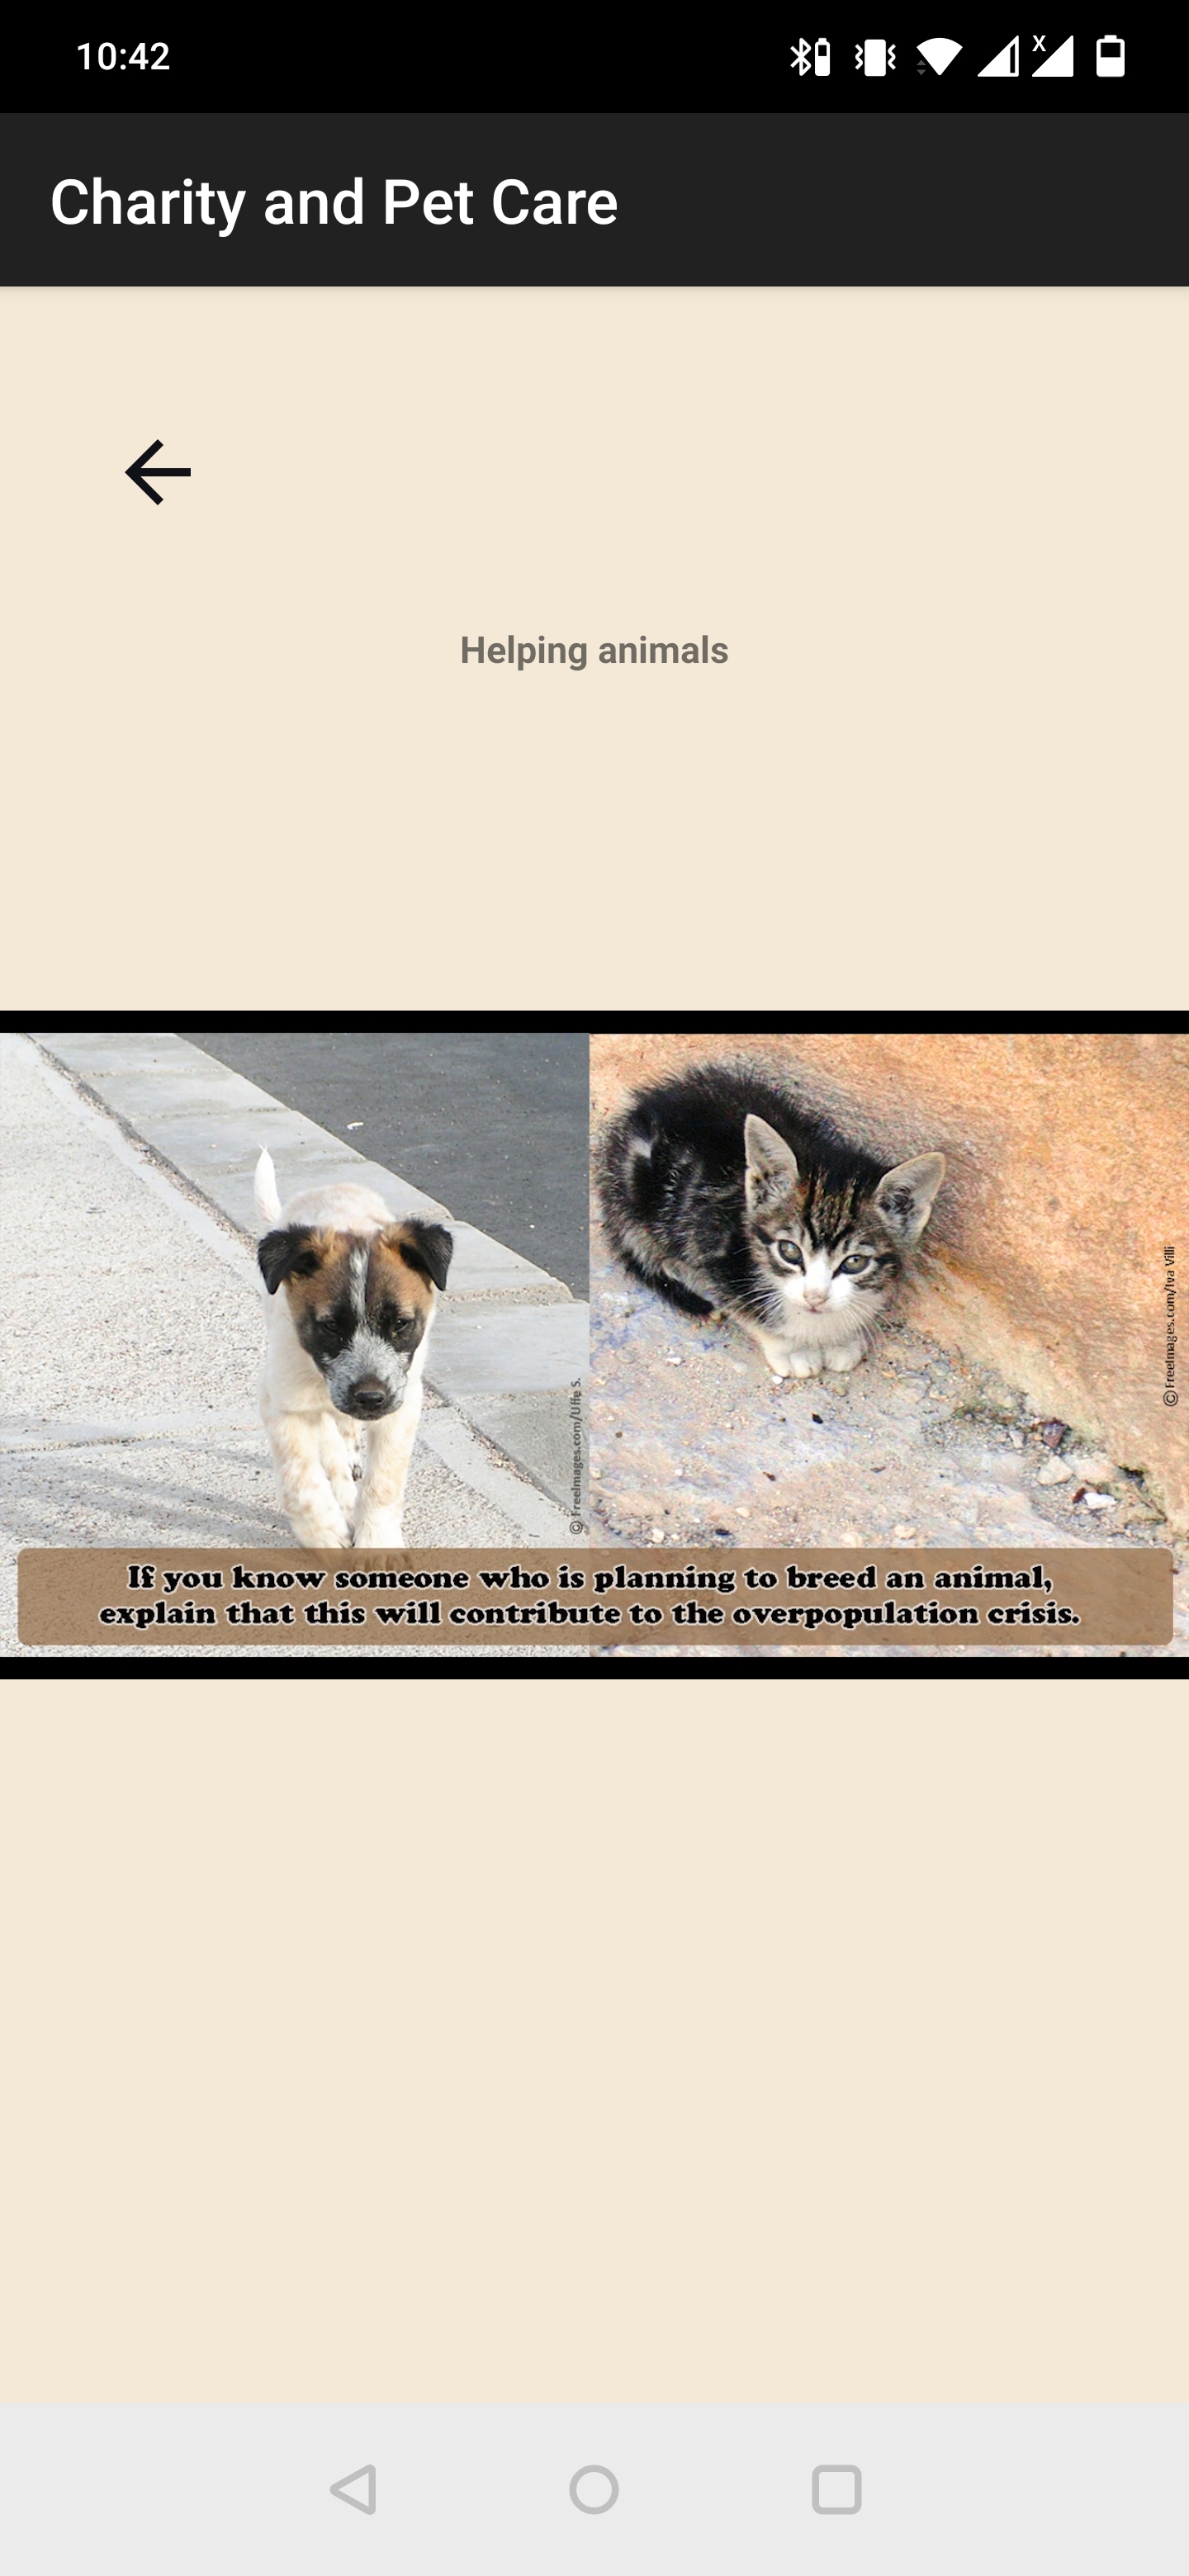 10:42
X
Charity and Pet Care
Helping animals
© FreeImages.com/Uffe S.
© FreeImages.com/Iva Villi
If you know someone who is planning to breed an animal,
explain that this will contribute to the overpopulation crisis.